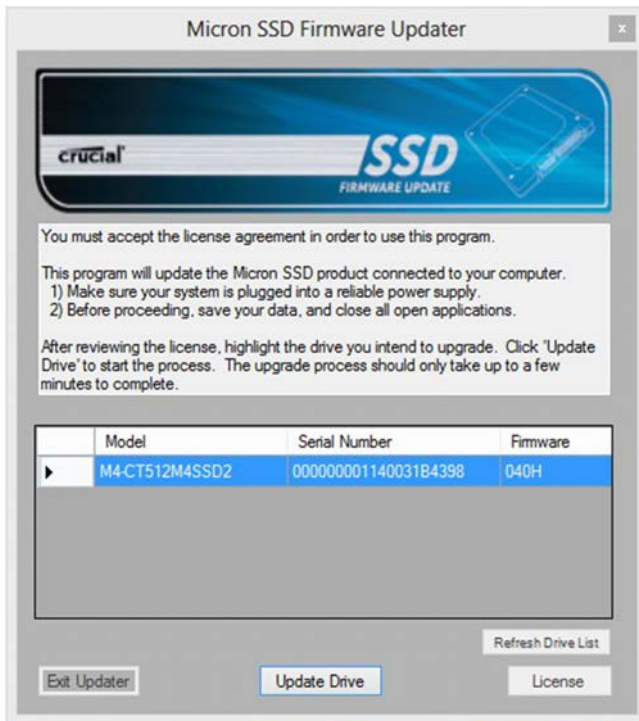 Micron SSD Firmware Updater
x
crucial
SSD
FIRMWARE UPDATE
You must accept the license agreement in order to use this program.
This program will update the Micron SSD product connected to your computer.
1) Make sure your system is plugged into a reliable power supply.
2) Before proceeding, save your data, and close all open applications.
After reviewing the license, highlight the drive you intend to upgrade. Click 'Update
Drive' to start the process. The upgrade process should only take up to a few
minutes to complete.
Model Serial Number Firmware
M4-CT512M4SSD2 000000001140031B4398 040H
Refresh Drive List
Exit Updater Update Drive License